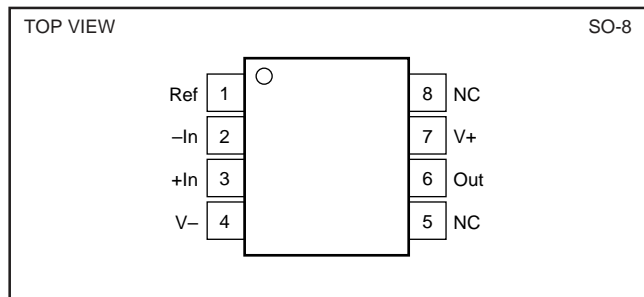 TOP VIEW SO-8
Ref 1 8 NC
–In 2 7 V+
+In 3 6 Out
V– 4 5 NC